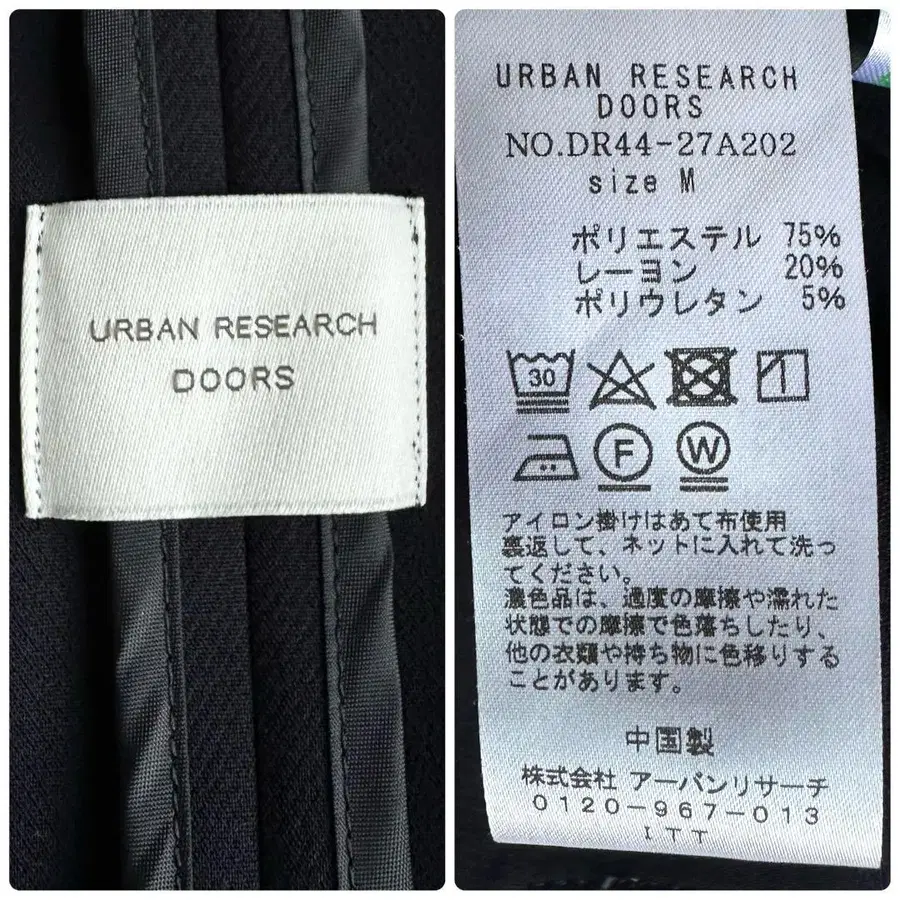 URBAN RESEARCH
DOORS
URBAN RESEARCH
DOORS
NO.DR44-27A202
size M
ポリエステル 75%
レーヨン 20%
ポリウレタン 5%
30
F
W
アイロン掛けはあて布使用
裏返して、ネットに入れて洗っ
てください。
濃色品は、過度の摩擦や濡れた
状態での摩擦で色落ちしたり、
他の衣類や持ち物に色移りする
ことがあります。
中国製
株式会社 アーバンリサーチ
0120-967-013
ITT